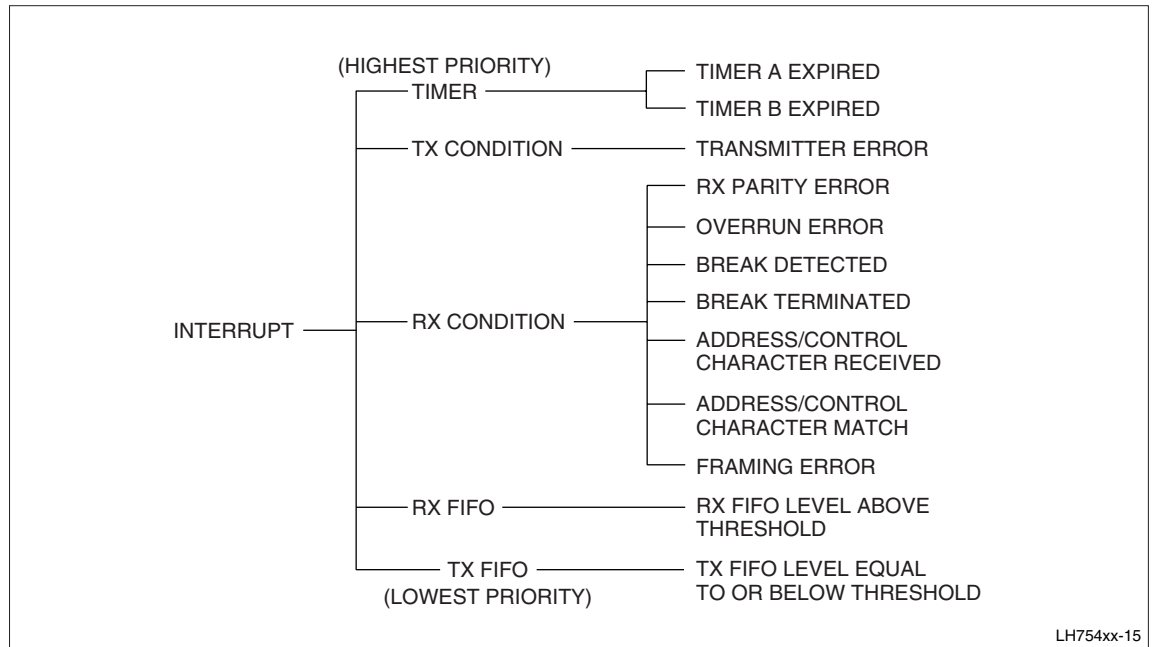 (HIGHEST PRIORITY)
TIMER
TIMER A EXPIRED
TIMER B EXPIRED
TX CONDITION
TRANSMITTER ERROR
INTERRUPT
RX CONDITION
RX PARITY ERROR
OVERRUN ERROR
BREAK DETECTED
BREAK TERMINATED
ADDRESS/CONTROL
CHARACTER RECEIVED
ADDRESS/CONTROL
CHARACTER MATCH
FRAMING ERROR
RX FIFO
RX FIFO LEVEL ABOVE
THRESHOLD
TX FIFO
(LOWEST PRIORITY)
TX FIFO LEVEL EQUAL
TO OR BELOW THRESHOLD
LH754xx-15